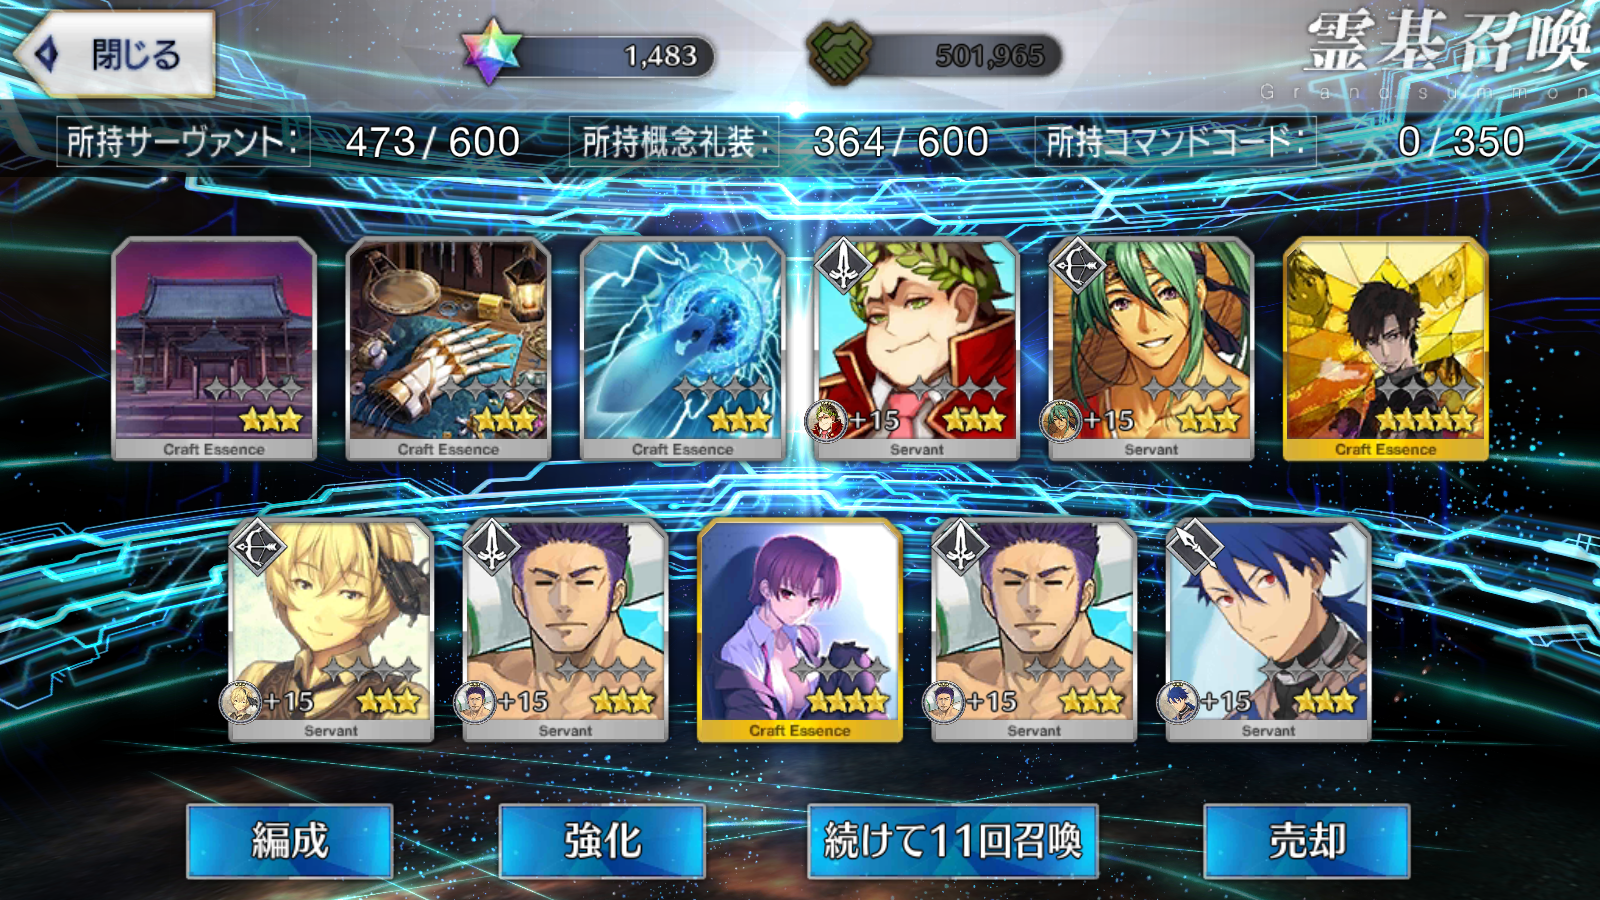 閉じる
1,483
501,965
霊基召喚
Grand summon
所持サーヴァント: 473 / 600
所持概念礼装: 364 / 600
所持コマンドコード: 0 / 350
Craft Essence
Craft Essence
Craft Essence
+15
Servant
+15
Servant
Craft Essence
+15
Servant
+15
Servant
Craft Essence
+15
Servant
+15
Servant
編成
強化
続けて11回召喚
売却